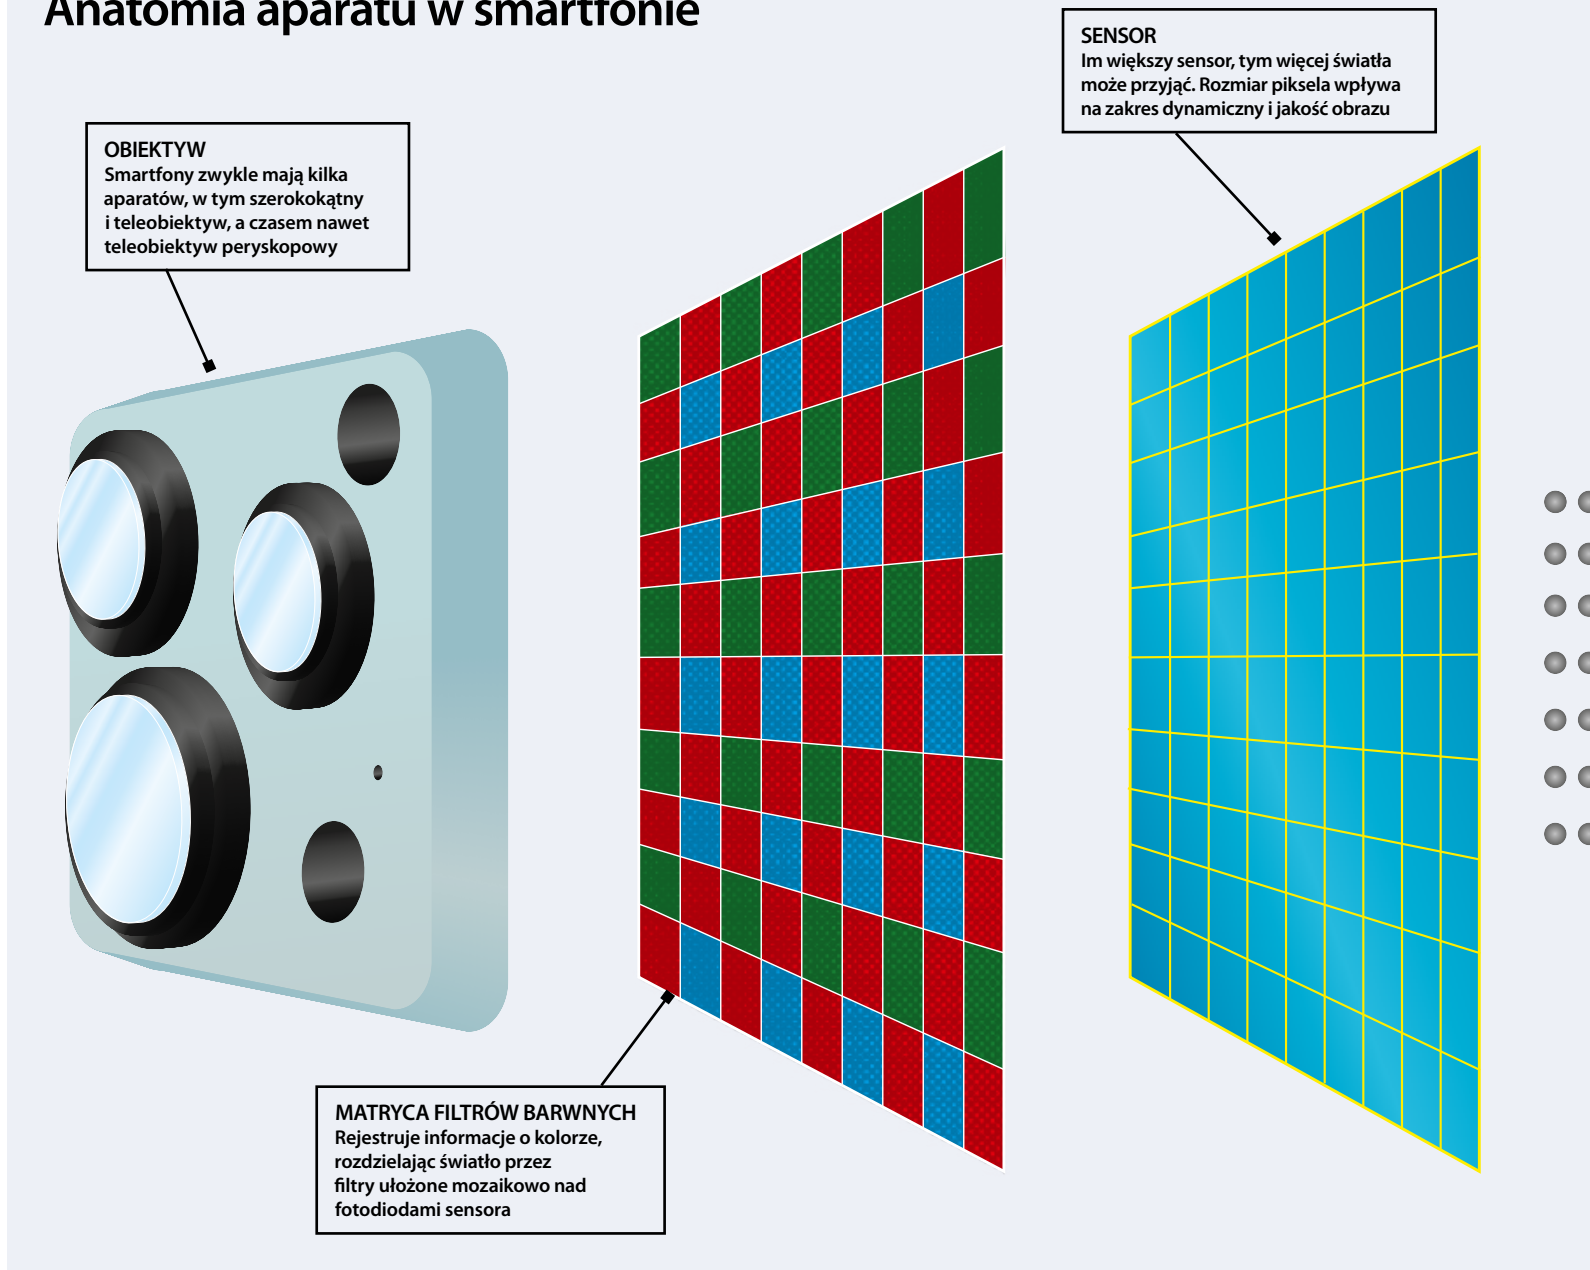 Anatomia aparatu w smartfonie
SENSOR
Im większy sensor, tym więcej światła
może przyjąć. Rozmiar piksela wpływa
na zakres dynamiczny i jakość obrazu
OBIEKTYW
Smartfony zwykle mają kilka
aparatów, w tym szerokokątny
i teleobiektyw, a czasem nawet
teleobiektyw peryskopowy
MATRYCA FILTRÓW BARWNYCH
Rejestruje informacje o kolorze,
rozdzielając światło przez
filtry ułożone mozaikowo nad
fotodiodami sensora